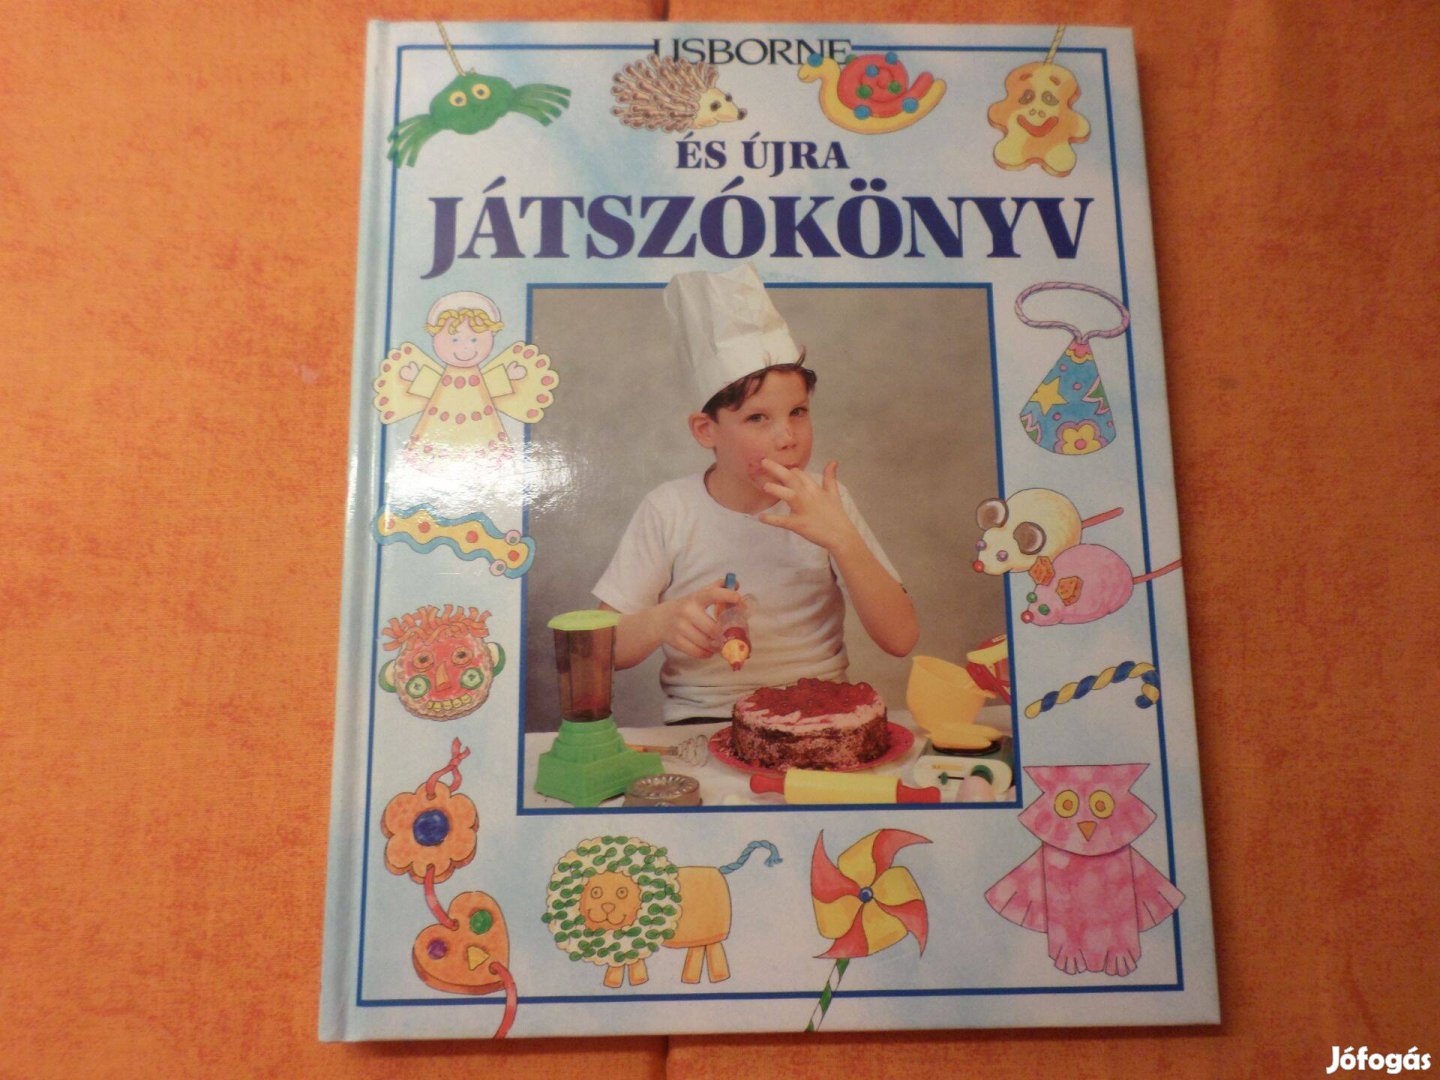 USBORNE
ÉS ÚJRA
JÁTSZÓKÖNYV
Jófogás